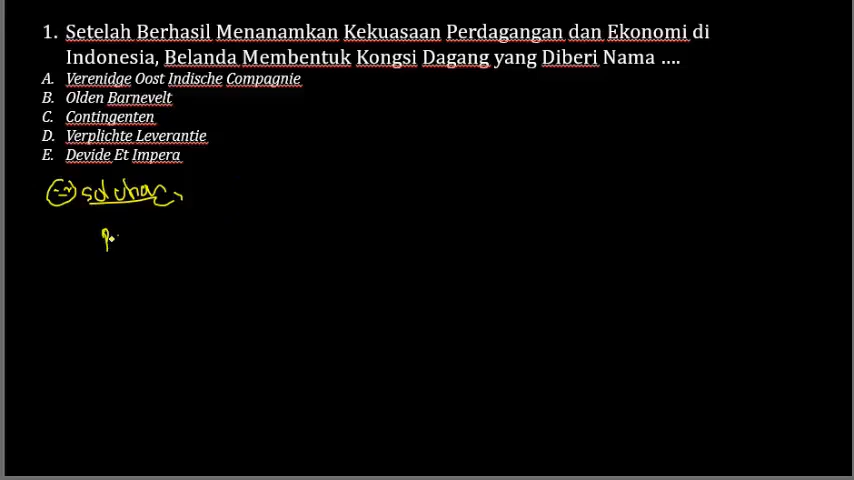 1. Setelah Berhasil Menanamkan Kekuasaan Perdagangan dan Ekonomi di
Indonesia, Belanda Membentuk Kongsi Dagang yang Diberi Nama ....
A. Verenidge Oost Indische Compagnie
B. Olden Barnevelt
C. Contingenten
D. Verplichte Leverantie
E. Devide Et Impera